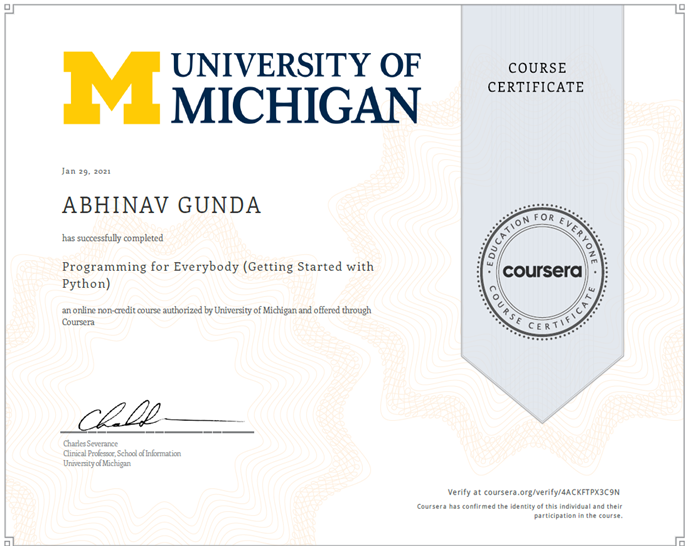 UNIVERSITY OF
MICHIGAN
COURSE
CERTIFICATE
Jan 29, 2021
ABHINAV GUNDA
has successfully completed
Programming for Everybody (Getting Started with
Python)
an online non-credit course authorized by University of Michigan and offered through
Coursera
EDUCATION FOR EVERYONE
coursera
COURSE CERTIFICATE
Charles Severance
Clinical Professor, School of Information
University of Michigan
Verify at coursera.org/verify/4ACKFTPX3C9N
Coursera has confirmed the identity of this individual and their
participation in the course.